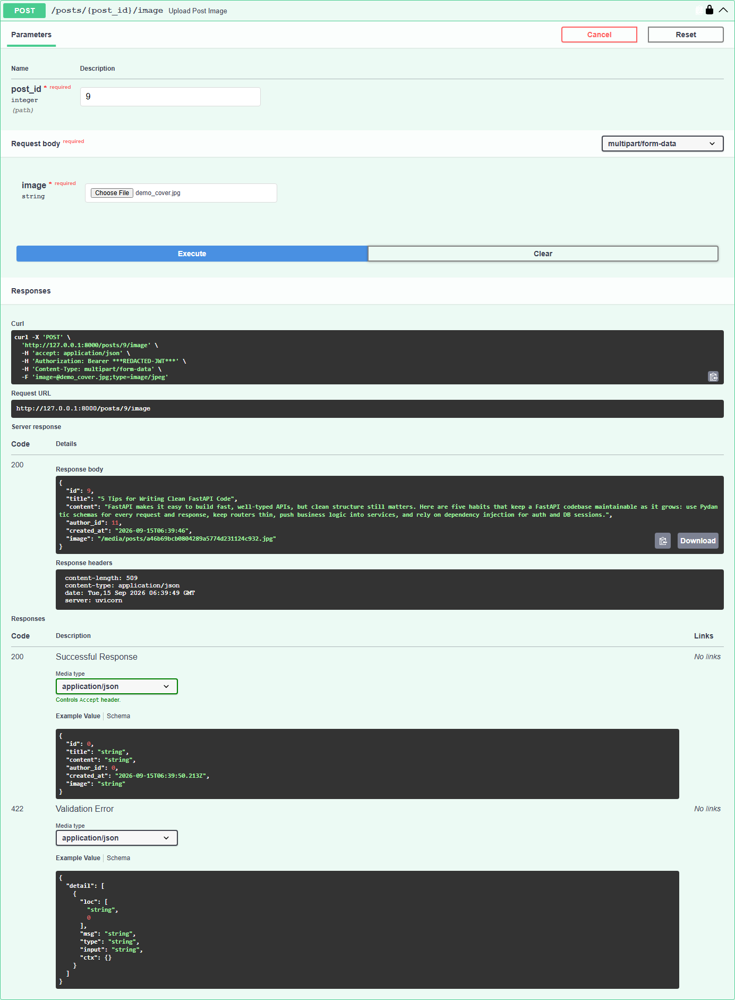 POST /posts/{post_id}/image Upload Post Image
Parameters
Cancel
Reset
Name Description
post_id * required
integer
(path)
9
Request body required
multipart/form-data
image * required
string
Choose File demo_cover.jpg
Execute
Clear
Responses
Curl
curl -X 'POST' \
  'http://127.0.0.1:8000/posts/9/image' \
  -H 'accept: application/json' \
  -H 'Authorization: Bearer ***REDACTED-JWT***' \
  -H 'Content-Type: multipart/form-data' \
  -F 'image=@demo_cover.jpg;type=image/jpeg'
Request URL
http://127.0.0.1:8000/posts/9/image
Server response
Code Details
200
Response body
{
  "id": 9,
  "title": "5 Tips for Writing Clean FastAPI Code",
  "content": "FastAPI makes it easy to build fast, well-typed APIs, but clean structure still matters. Here are five habits that keep a FastAPI codebase maintainable as it grows: use Pydan
tic schemas for every request and response, keep routers thin, push business logic into services, and rely on dependency injection for auth and DB sessions.",
  "author_id": 11,
  "created_at": "2026-09-15T06:39:46",
  "image": "/media/posts/a46b69bcb0804289a5774d231124c932.jpg"
}
Download
Response headers
content-length: 509
content-type: application/json
date: Tue,15 Sep 2026 06:39:49 GMT
server: uvicorn
Responses
Code Description Links
200 Successful Response No links
Media type
application/json
Controls Accept header.
Example Value Schema
{
  "id": 0,
  "title": "string",
  "content": "string",
  "author_id": 0,
  "created_at": "2026-09-15T06:39:50.213Z",
  "image": "string"
}
422 Validation Error No links
Media type
application/json
Example Value Schema
{
  "detail": [
    {
      "loc": [
        "string",
        0
      ],
      "msg": "string",
      "type": "string",
      "input": "string",
      "ctx": {}
    }
  ]
}